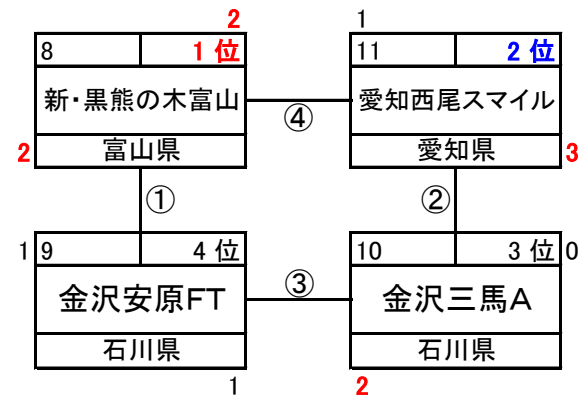 2 1
8 1位 11 2位
新・黒熊の木富山 ④ 愛知西尾スマイル
2 富山県 愛知県 3
① ②
1 9 4位 10 3位 0
金沢安原FT ③ 金沢三馬A
石川県 石川県
1 2